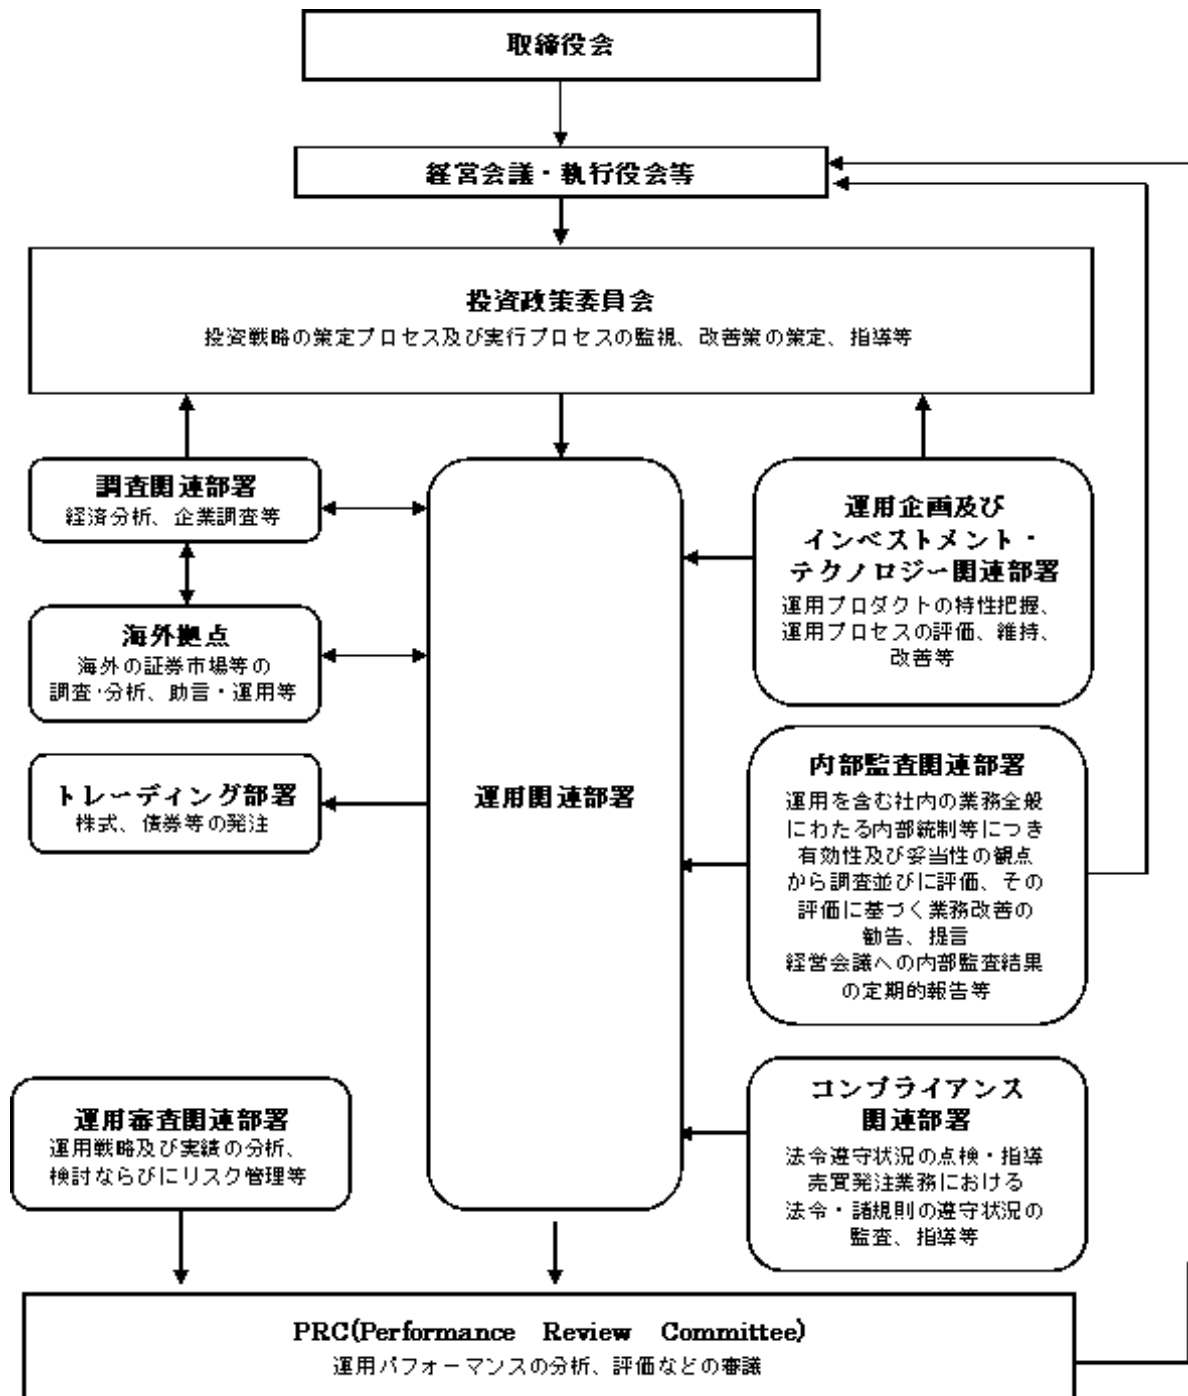 取締役会
経営会議・執行役会等
投資政策委員会
投資戦略の策定プロセス及び実行プロセスの監視、改善策の策定、指導等
調査関連部署
経済分析、企業調査等
海外拠点
海外の証券市場等の
調査・分析、助言・運用等
トレーディング部署
株式、債券等の発注
運用関連部署
運用企画及び
インベストメント・
テクノロジー関連部署
運用プロダクトの特性把握、
運用プロセスの評価、維持、
改善等
内部監査関連部署
運用を含む社内の業務全般
にわたる内部統制等につき
有効性及び妥当性の観点
から調査並びに評価、その
評価に基づく業務改善の
勧告、提言
経営会議への内部監査結果
の定期的報告等
運用審査関連部署
運用戦略及び実績の分析、
検討ならびにリスク管理等
コンプライアンス
関連部署
法令遵守状況の点検・指導
売買発注業務における
法令・諸規則の遵守状況の
監査、指導等
PRC(Performance Review Committee)
運用パフォーマンスの分析、評価などの審議